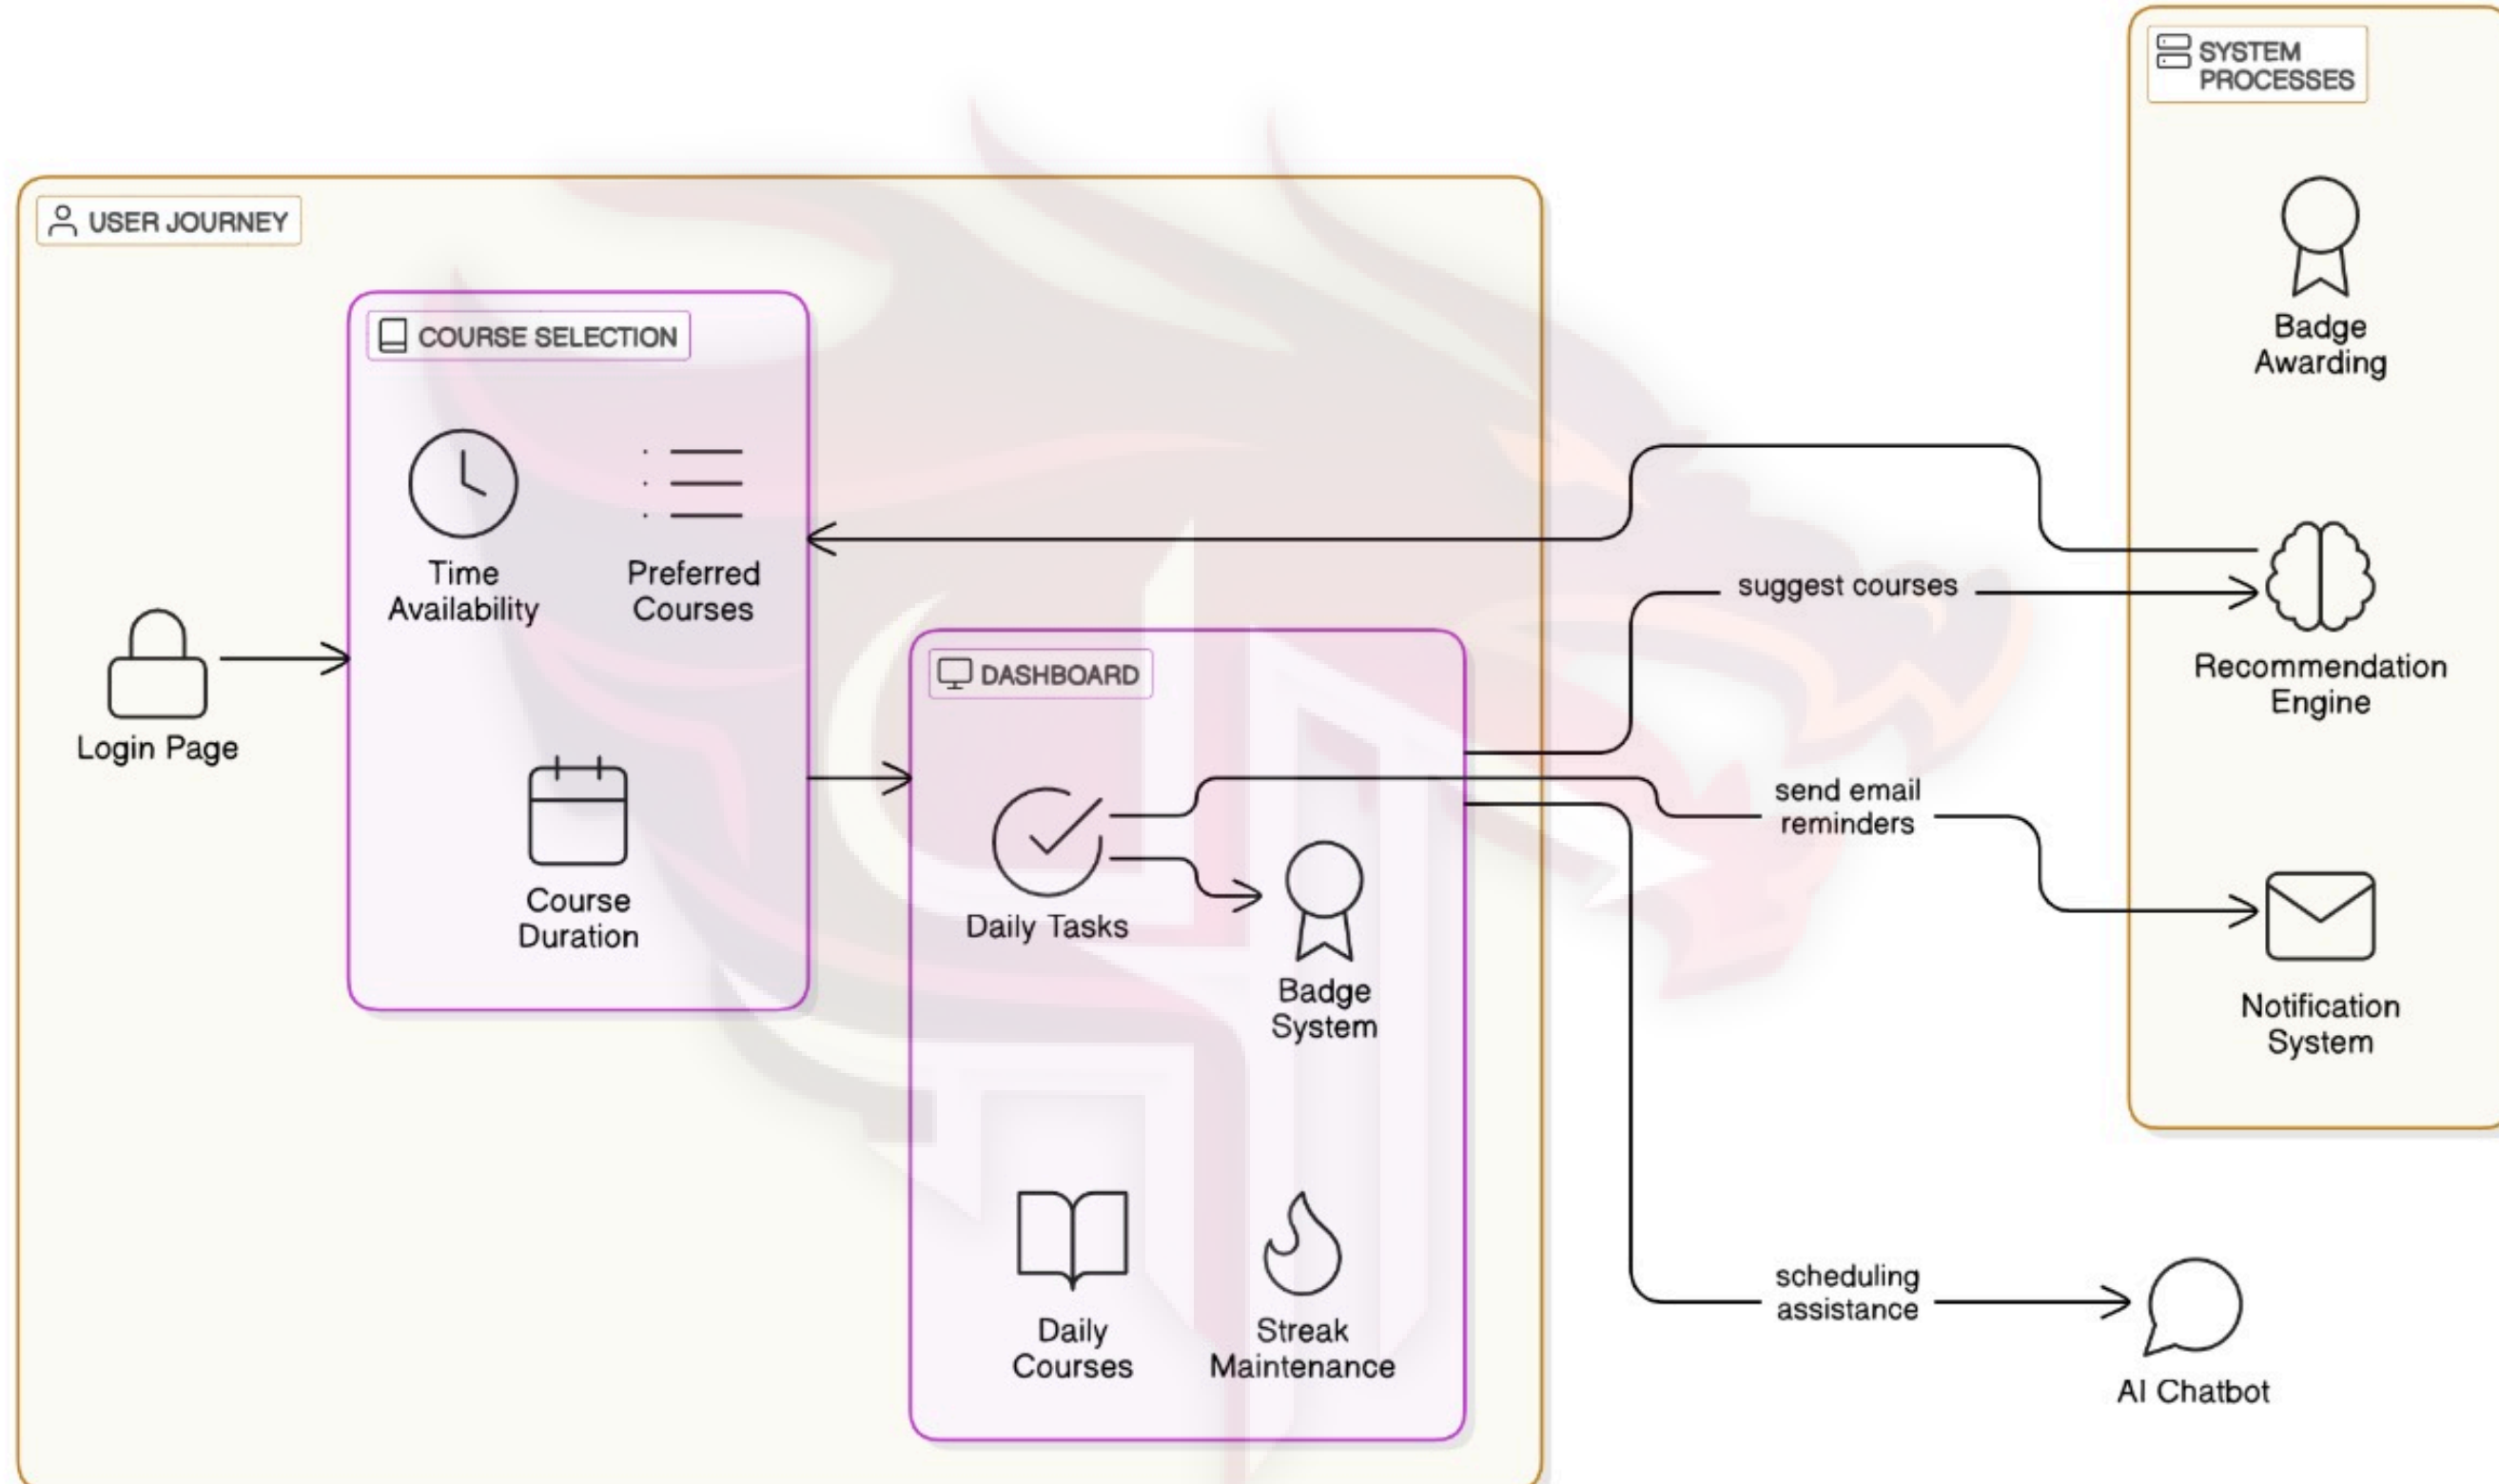 SYSTEM
PROCESSES
USER JOURNEY
Badge
Awarding
COURSE SELECTION
Time
Availability
Preferred
Courses
suggest courses
Recommendation
Engine
DASHBOARD
Login Page
send email
reminders
Course
Duration
Daily Tasks
Badge
System
Notification
System
scheduling
assistance
Daily
Courses
Streak
Maintenance
AI Chatbot